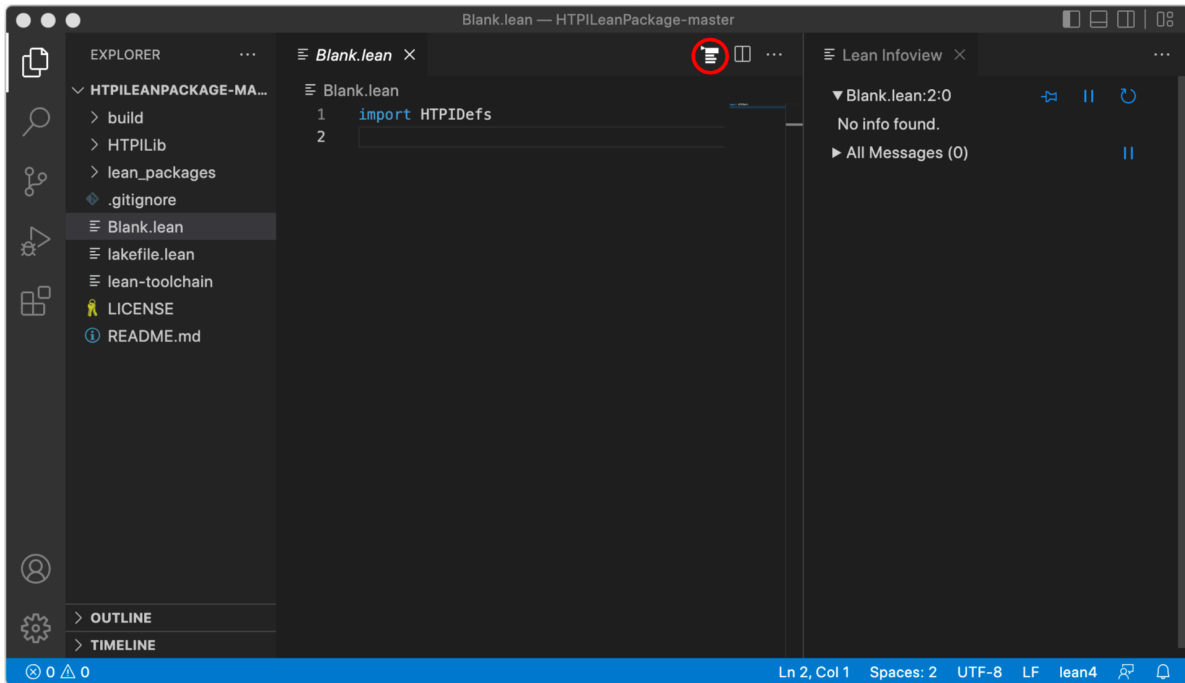 Blank.lean — HTPILeanPackage-master
EXPLORER
HTPILEANPACKAGE-MA...
build
HTPILib
lean_packages
.gitignore
Blank.lean
lakefile.lean
lean-toolchain
LICENSE
README.md
OUTLINE
TIMELINE
Blank.lean
Blank.lean
1 import HTPIDefs
2
Lean Infoview
Blank.lean:2:0
No info found.
All Messages (0)
0 0
Ln 2, Col 1 Spaces: 2 UTF-8 LF lean4